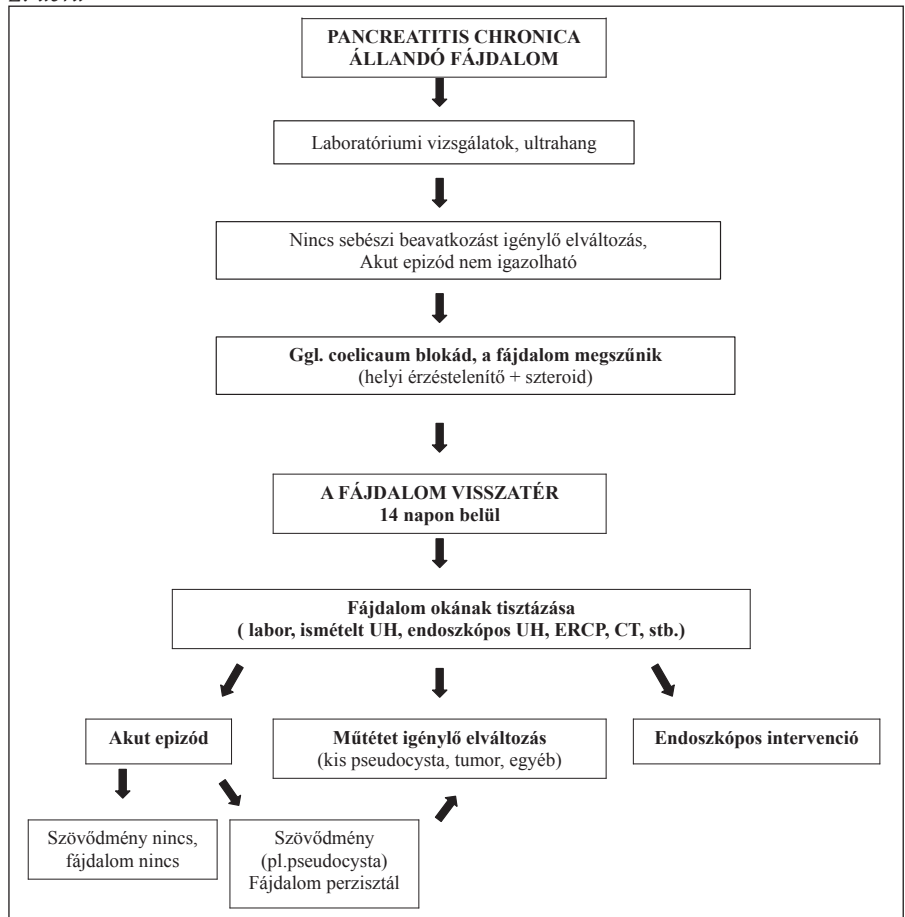 PANCREATITIS CHRONICA
ÁLLANDÓ FÁJDALOM
Laboratóriumi vizsgálatok, ultrahang
Nincs sebészi beavatkozást igénylő elváltozás,
Akut epizód nem igazolható
Ggl. coelicaum blokád, a fájdalom megszűnik
(helyi érzéstelenítő + szteroid)
A FÁJDALOM VISSZATÉR
14 napon belül
Fájdalom okának tisztázása
( labor, ismételt UH, endoszkópos UH, ERCP, CT, stb.)
Akut epizód
Műtétet igénylő elváltozás
(kis pseudocysta, tumor, egyéb)
Endoszkópos intervenció
Szövődmény nincs,
fájdalom nincs
Szövődmény
(pl.pseudocysta)
Fájdalom perzisztál